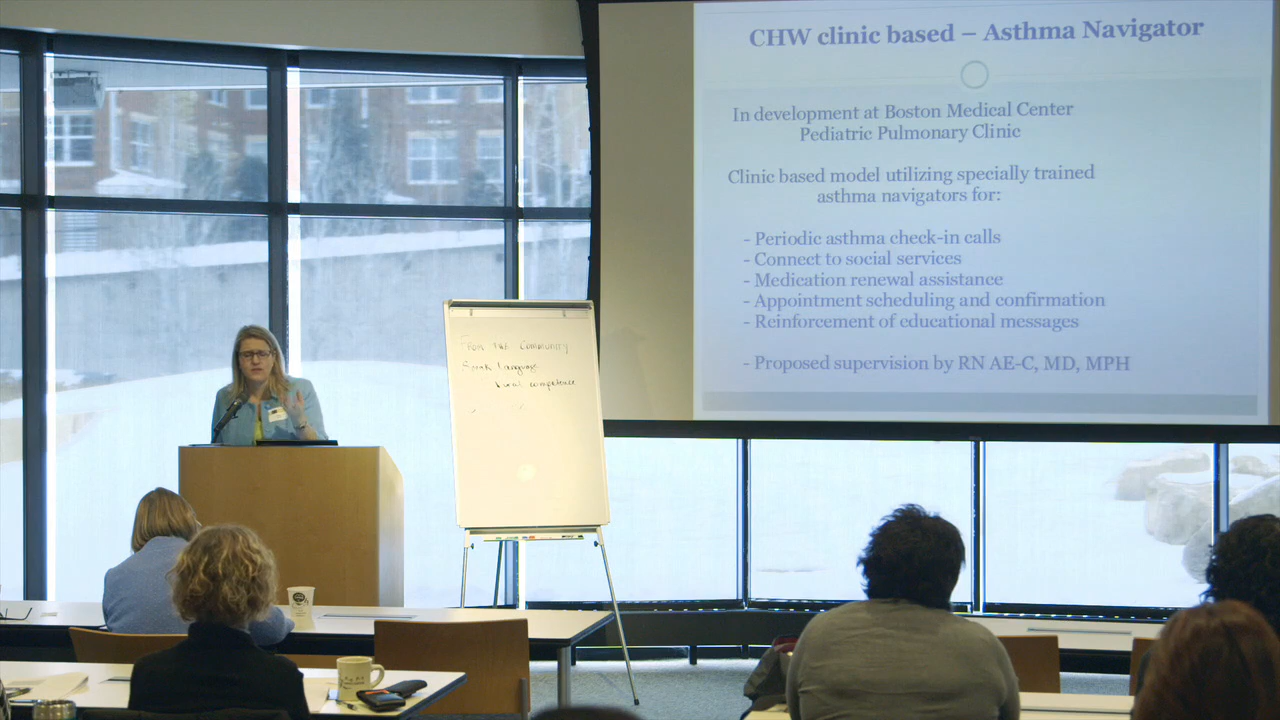 CHW clinic based – Asthma Navigator
In development at Boston Medical Center
Pediatric Pulmonary Clinic
Clinic based model utilizing specially trained
asthma navigators for:
- Periodic asthma check-in calls
- Connect to social services
- Medication renewal assistance
- Appointment scheduling and confirmation
- Reinforcement of educational messages
- Proposed supervision by RN AE-C, MD, MPH
From the Community
Speak Language
competence